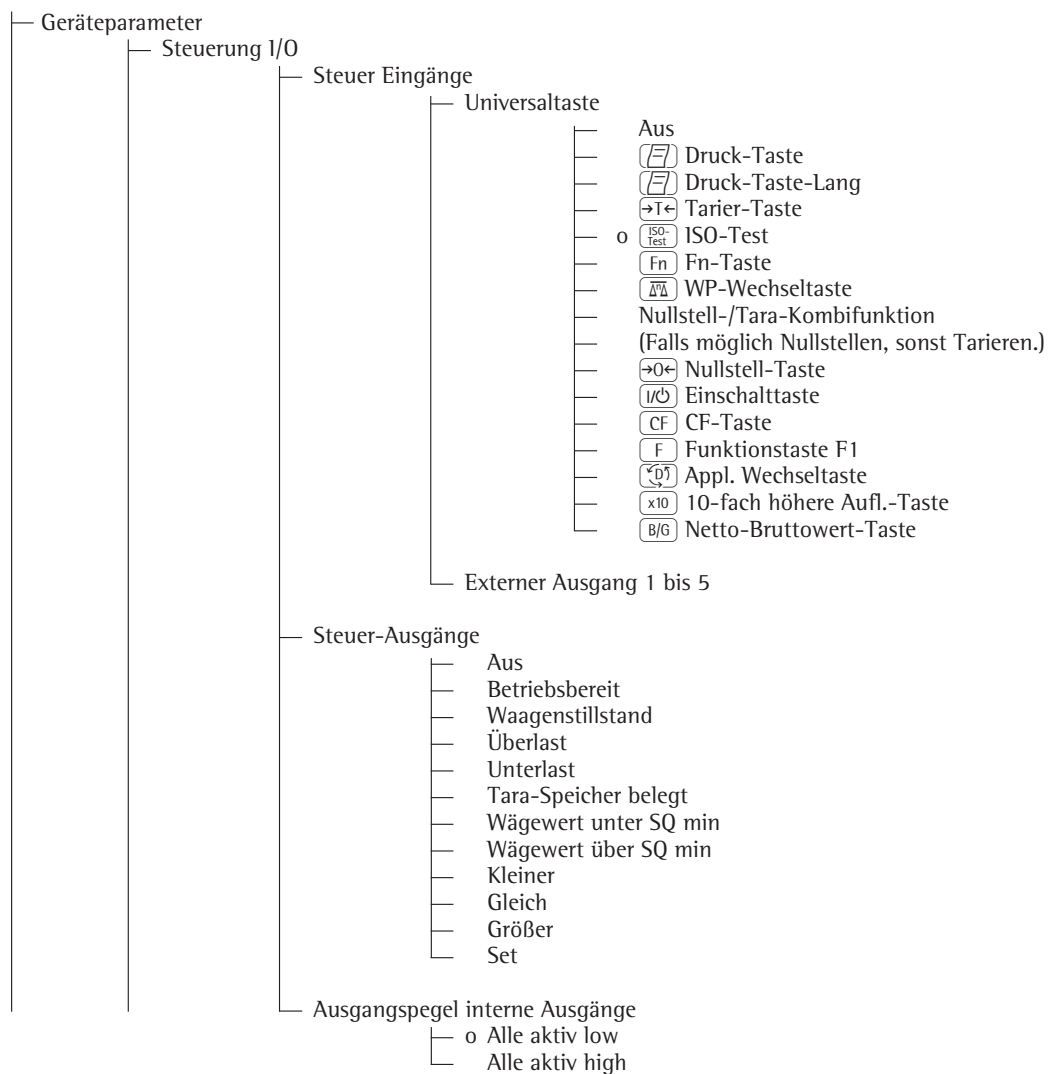 Geräteparameter
Steuerung I/O
Steuer Eingänge
Universaltaste
Aus
Druck-Taste
Druck-Taste-Lang
→T← Tarier-Taste
o ISO-Test ISO-Test
Fn Fn-Taste
WP-Wechseltaste
Nullstell-/Tara-Kombifunktion
(Falls möglich Nullstellen, sonst Tarieren.)
→0← Nullstell-Taste
I/⏻ Einschalttaste
CF CF-Taste
F Funktionstaste F1
D Appl. Wechseltaste
x10 10-fach höhere Aufl.-Taste
B/G Netto-Bruttowert-Taste
Externer Ausgang 1 bis 5
Steuer-Ausgänge
Aus
Betriebsbereit
Waagenstillstand
Überlast
Unterlast
Tara-Speicher belegt
Wägewert unter SQ min
Wägewert über SQ min
Kleiner
Gleich
Größer
Set
Ausgangspegel interne Ausgänge
o Alle aktiv low
Alle aktiv high